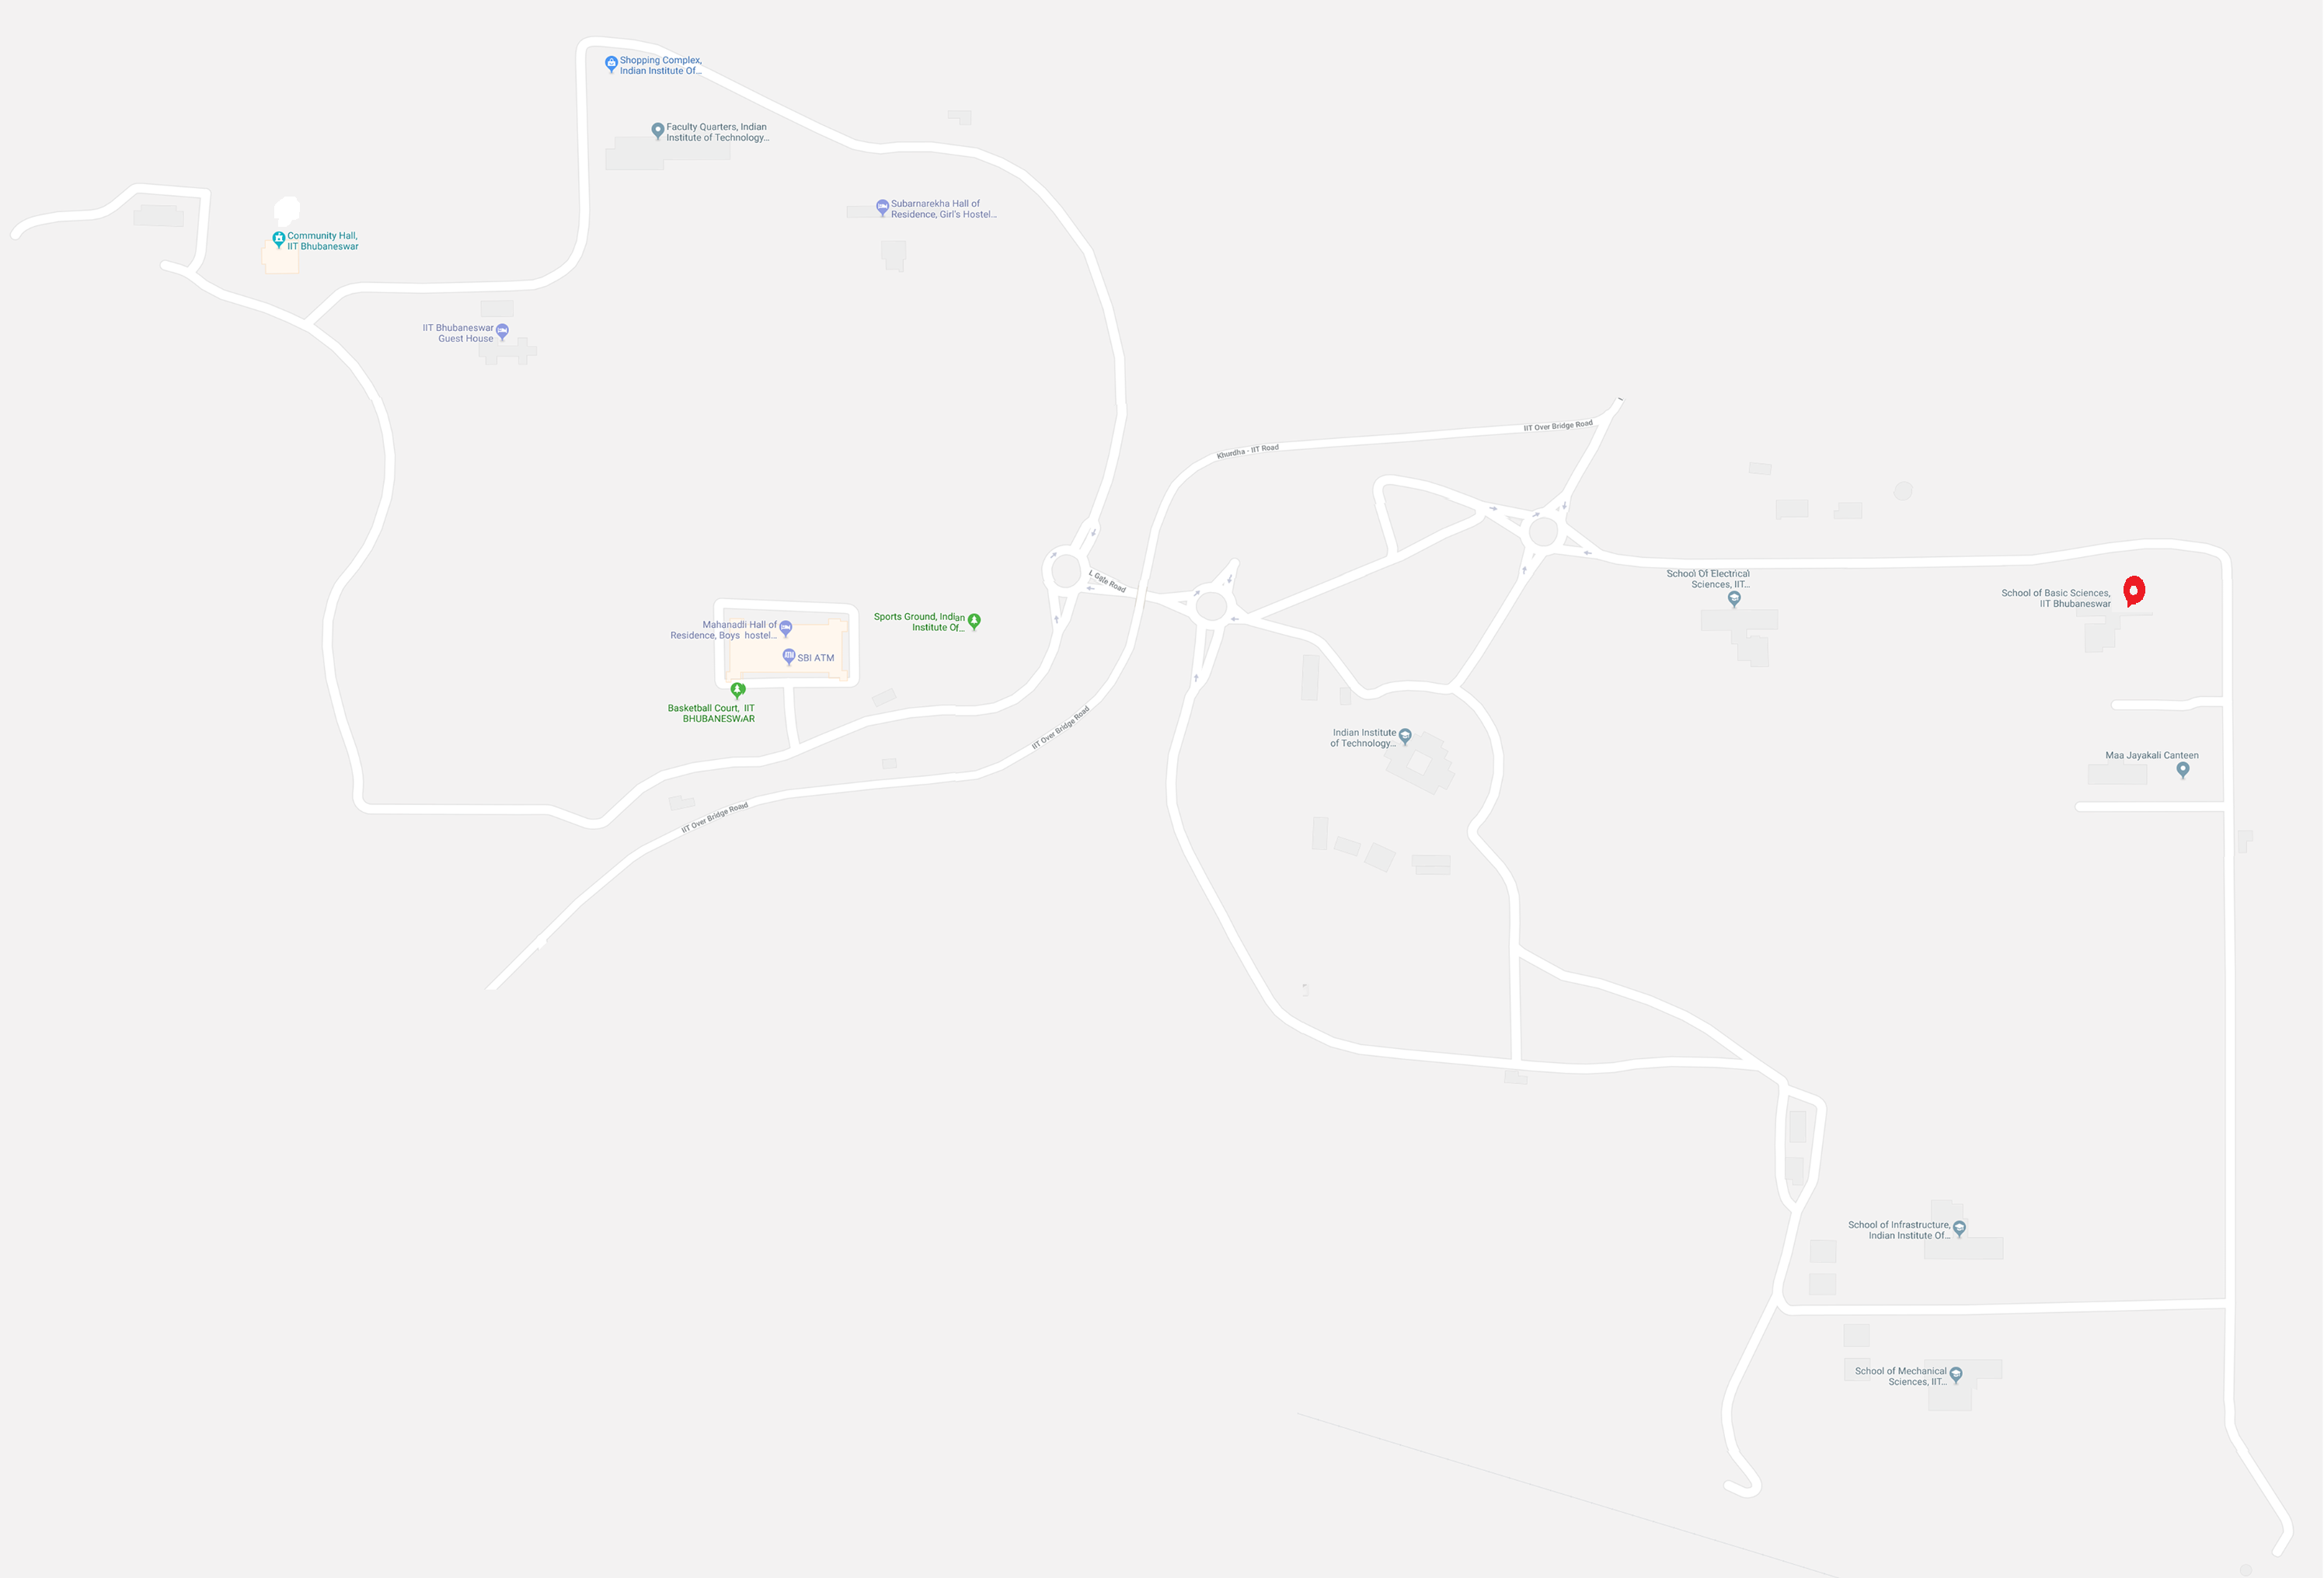 Shopping Complex,
Indian Institute Of...
Faculty Quarters, Indian
Institute of Technology...
Subarnarekha Hall of
Residence, Girl's Hostel...
Community Hall,
IIT Bhubaneswar
IIT Bhubaneswar
Guest House
IIT Over Bridge Road
Khurdha - IIT Road
L Gate Road
School Of Electrical
Sciences, IIT...
School of Basic Sciences,
IIT Bhubaneswar
Sports Ground, Indian
Institute Of...
Mahanadi Hall of
Residence, Boys hostel...
ATM
SBI ATM
Basketball Court, IIT
BHUBANESWAR
IIT Over Bridge Road
Indian Institute
of Technology...
Maa Jayakali Canteen
IIT Over Bridge Road
School of Infrastructure,
Indian Institute Of...
School of Mechanical
Sciences, IIT...